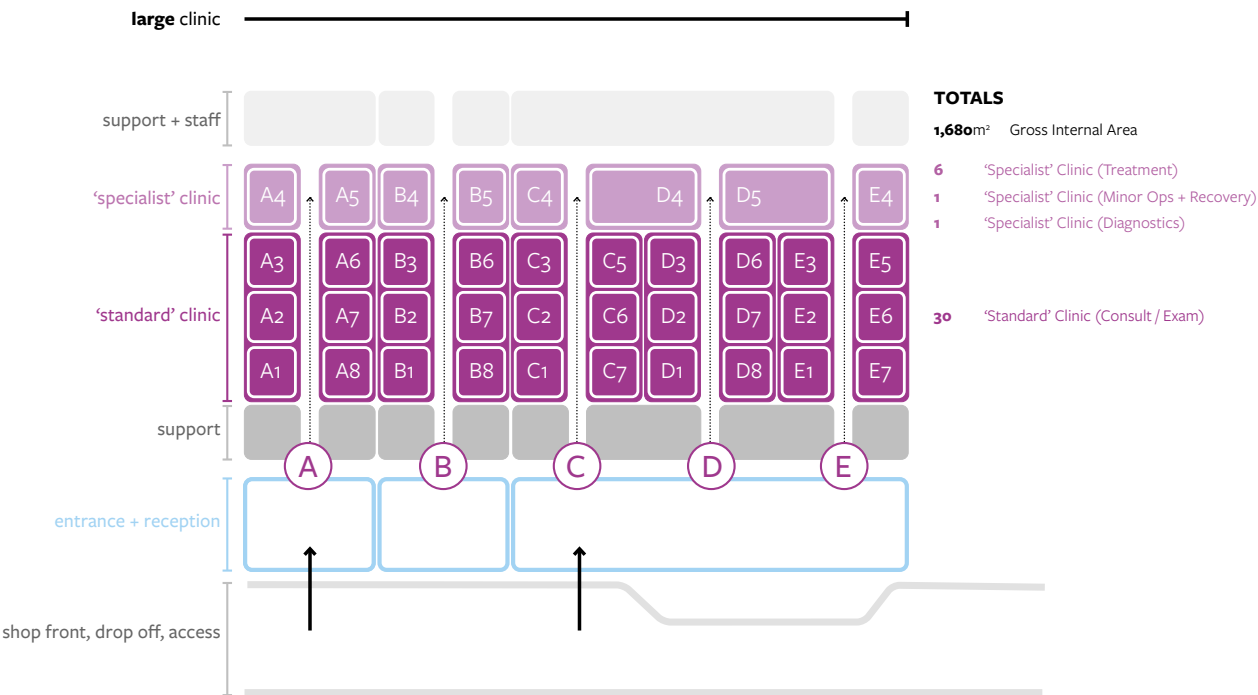 large clinic
support + staff
TOTALS
1,680m² Gross Internal Area
'specialist' clinic
A4 A5 B4 B5 C4 D4 D5 E4
6 'Specialist' Clinic (Treatment)
1 'Specialist' Clinic (Minor Ops + Recovery)
1 'Specialist' Clinic (Diagnostics)
A3 A6 B3 B6 C3 C5 D3 D6 E3 E5
'standard' clinic
A2 A7 B2 B7 C2 C6 D2 D7 E2 E6
30 'Standard' Clinic (Consult / Exam)
A1 A8 B1 B8 C1 C7 D1 D8 E1 E7
support
A B C D E
entrance + reception
shop front, drop off, access